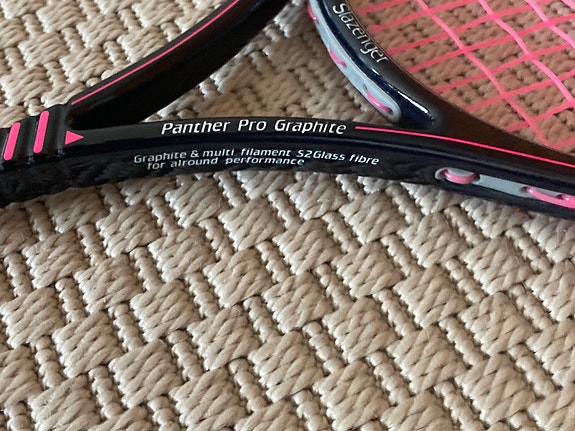 Slazenger
Panther Pro Graphite
Graphite & multi filament S2Glass fibre
for alround performance